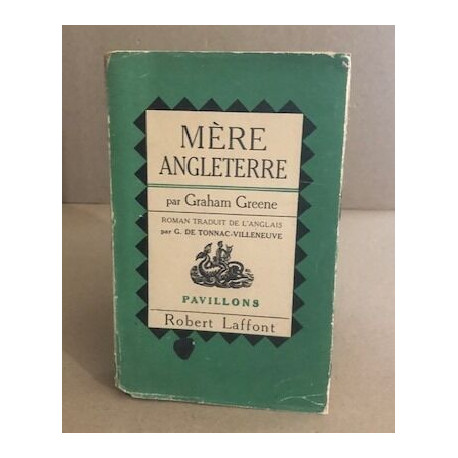 MÈRE
ANGLETERRE
par Graham Greene
ROMAN TRADUIT DE L'ANGLAIS
par G. DE TONNAC-VILLENEUVE
PAVILLONS
Robert Laffont